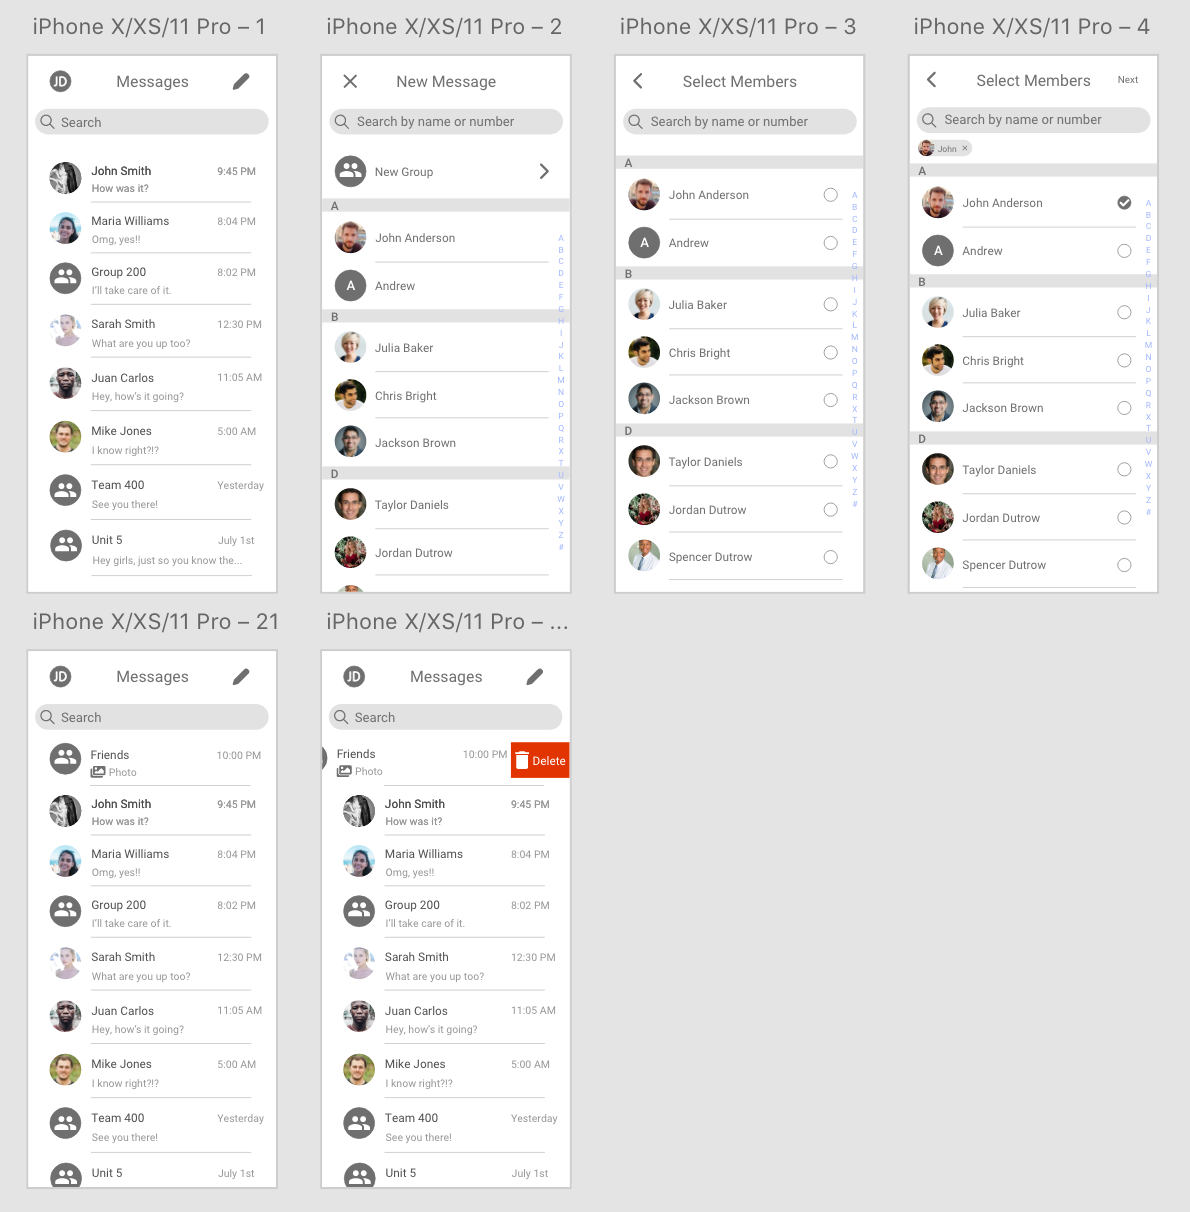 iPhone X/XS/11 Pro – 1
JD Messages
Search
John Smith 9:45 PM
How was it?
Maria Williams 8:04 PM
Omg, yes!!
Group 200 8:02 PM
I'll take care of it.
Sarah Smith 12:30 PM
What are you up too?
Juan Carlos 11:05 AM
Hey, how's it going?
Mike Jones 5:00 AM
I know right?!?
Team 400 Yesterday
See you there!
Unit 5 July 1st
Hey girls, just so you know the...
iPhone X/XS/11 Pro – 2
New Message
Search by name or number
New Group
A
John Anderson
A Andrew
B
Julia Baker
Chris Bright
Jackson Brown
D
Taylor Daniels
Jordan Dutrow
A
B
C
D
E
F
G
H
I
J
K
L
M
N
O
P
Q
R
X
T
U
V
W
X
Y
Z
#
iPhone X/XS/11 Pro – 3
Select Members
Search by name or number
A
John Anderson
A Andrew
B
Julia Baker
Chris Bright
Jackson Brown
D
Taylor Daniels
Jordan Dutrow
Spencer Dutrow
A
B
C
D
E
F
G
H
I
J
K
L
M
N
O
P
Q
R
X
T
U
V
W
X
Y
Z
#
iPhone X/XS/11 Pro – 4
Select Members Next
Search by name or number
John ×
A
John Anderson
A Andrew
B
Julia Baker
Chris Bright
Jackson Brown
D
Taylor Daniels
Jordan Dutrow
Spencer Dutrow
A
B
C
D
E
F
G
H
I
J
K
L
M
N
O
P
Q
R
X
T
U
V
W
X
Y
Z
#
iPhone X/XS/11 Pro – 21
JD Messages
Search
Friends 10:00 PM
Photo
John Smith 9:45 PM
How was it?
Maria Williams 8:04 PM
Omg, yes!!
Group 200 8:02 PM
I'll take care of it.
Sarah Smith 12:30 PM
What are you up too?
Juan Carlos 11:05 AM
Hey, how's it going?
Mike Jones 5:00 AM
I know right?!?
Team 400 Yesterday
See you there!
Unit 5 July 1st
iPhone X/XS/11 Pro – ...
JD Messages
Search
Friends 10:00 PM Delete
Photo
John Smith 9:45 PM
How was it?
Maria Williams 8:04 PM
Omg, yes!!
Group 200 8:02 PM
I'll take care of it.
Sarah Smith 12:30 PM
What are you up too?
Juan Carlos 11:05 AM
Hey, how's it going?
Mike Jones 5:00 AM
I know right?!?
Team 400 Yesterday
See you there!
Unit 5 July 1st